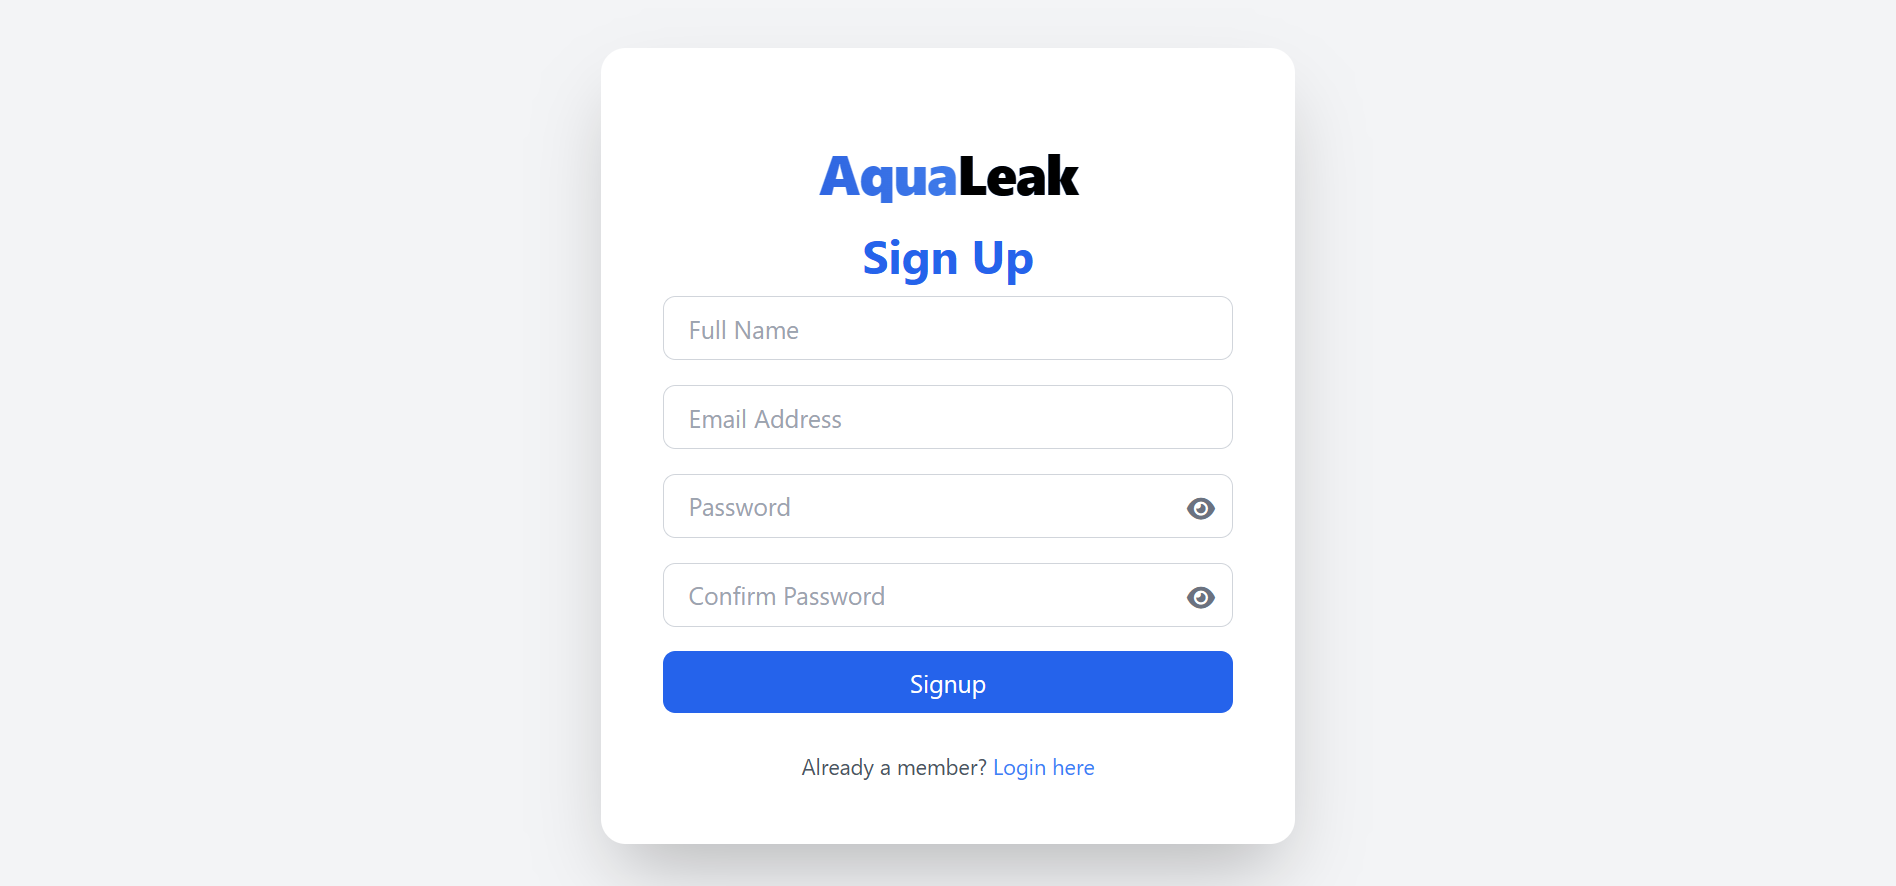 AquaLeak
Sign Up
Full Name
Email Address
Password
Confirm Password
Signup
Already a member? Login here